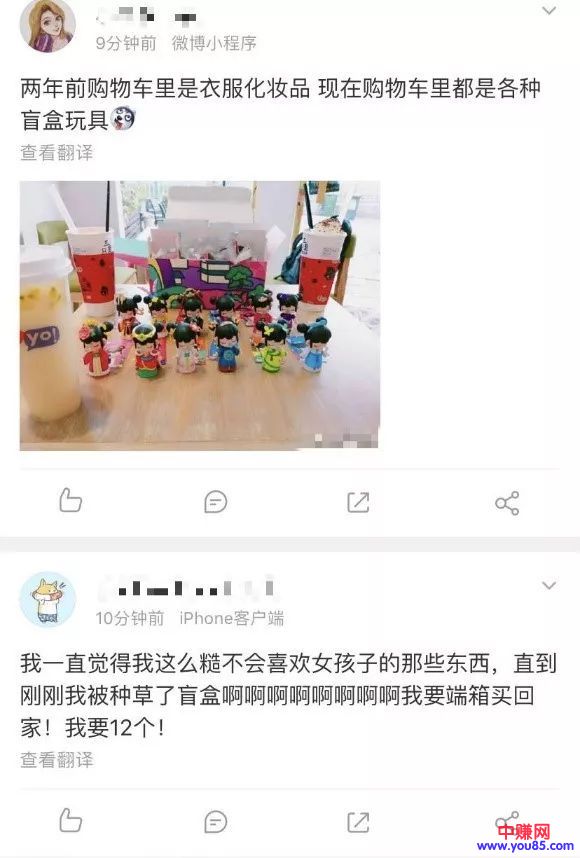 9分钟前 微博小程序
两年前购物车里是衣服化妆品 现在购物车里都是各种
盲盒玩具
查看翻译
yo!
10分钟前 iPhone客户端
我一直觉得我这么糙不会喜欢女孩子的那些东西，直到
刚刚我被种草了盲盒啊啊啊啊啊啊啊啊我要端箱买回
家！我要12个！
查看翻译
中赚网
www.you85.com